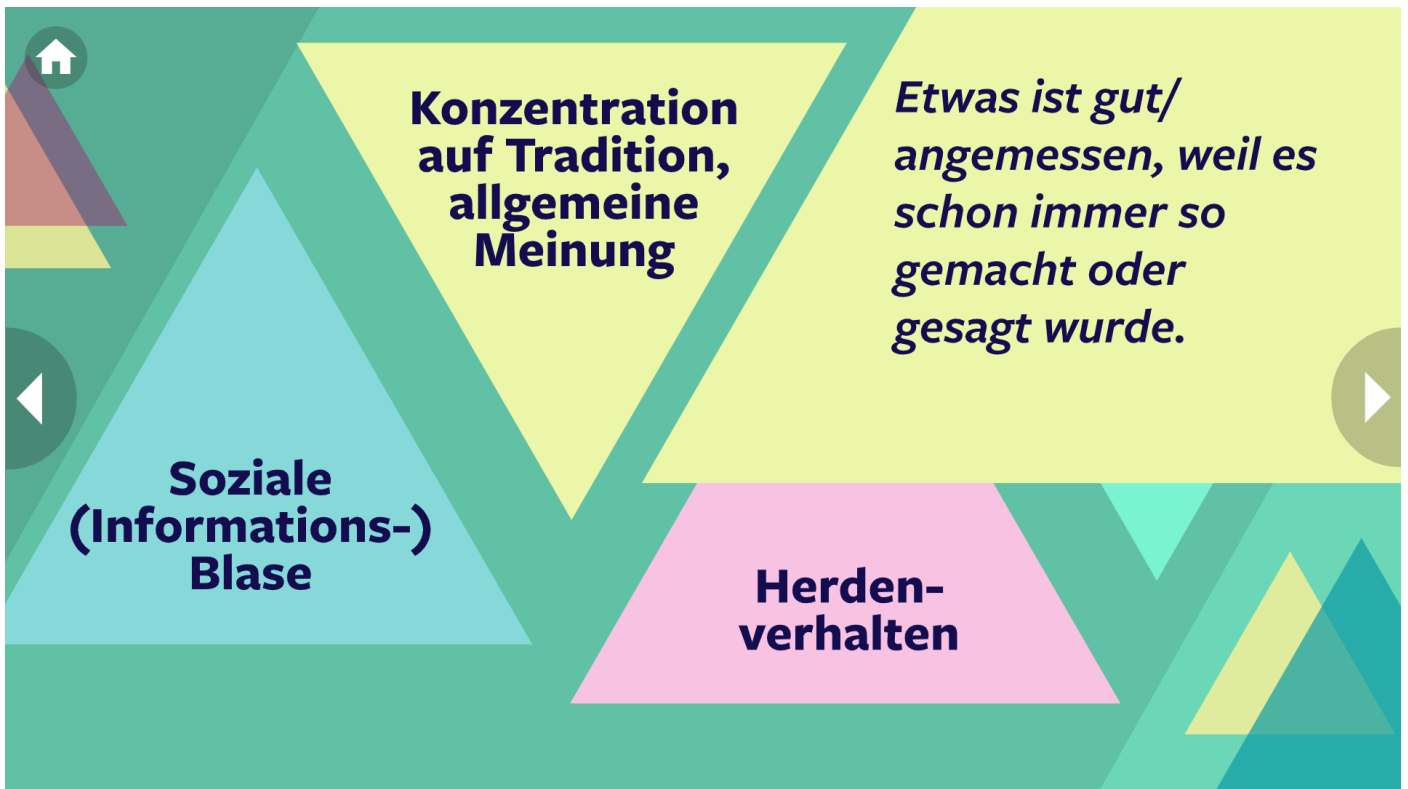 Konzentration
auf Tradition,
allgemeine
Meinung
Etwas ist gut/
angemessen, weil es
schon immer so
gemacht oder
gesagt wurde.
Soziale
(Informations-)
Blase
Herden-
verhalten